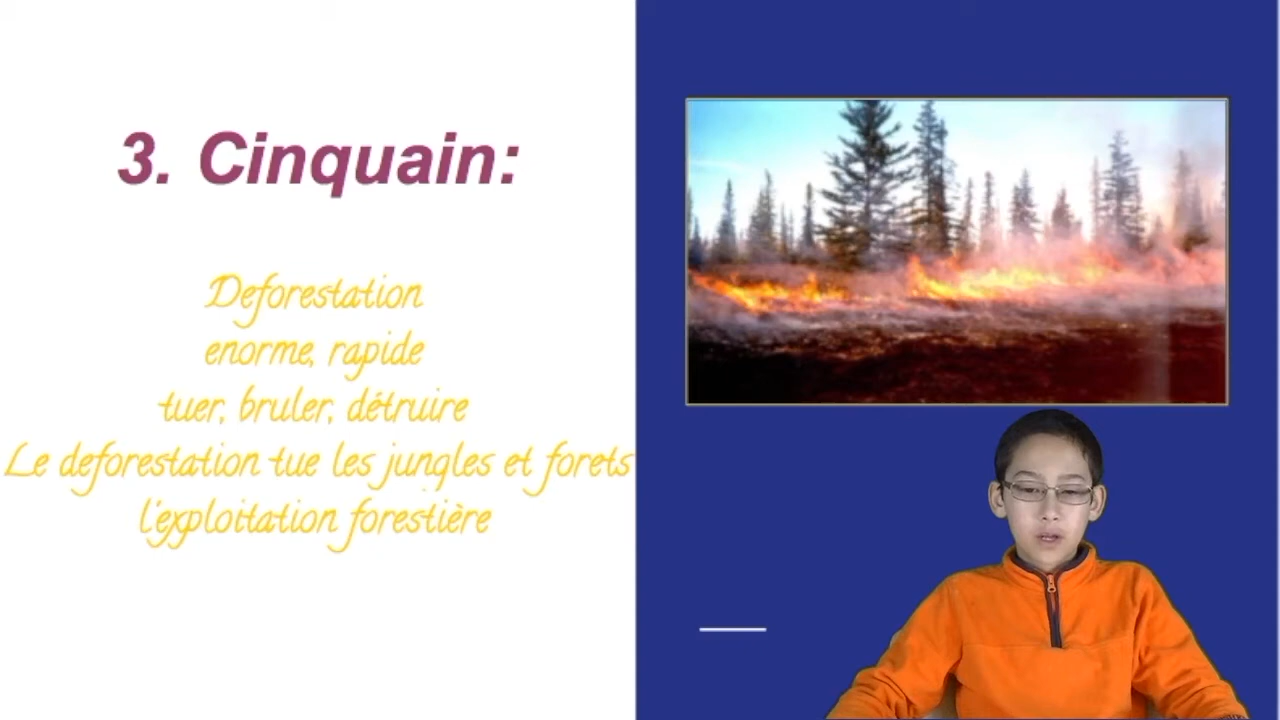 3. Cinquain:
Deforestation
enorme, rapide
tuer, bruler, détruire
Le deforestation tue les jungles et forets
l'exploitation forestière